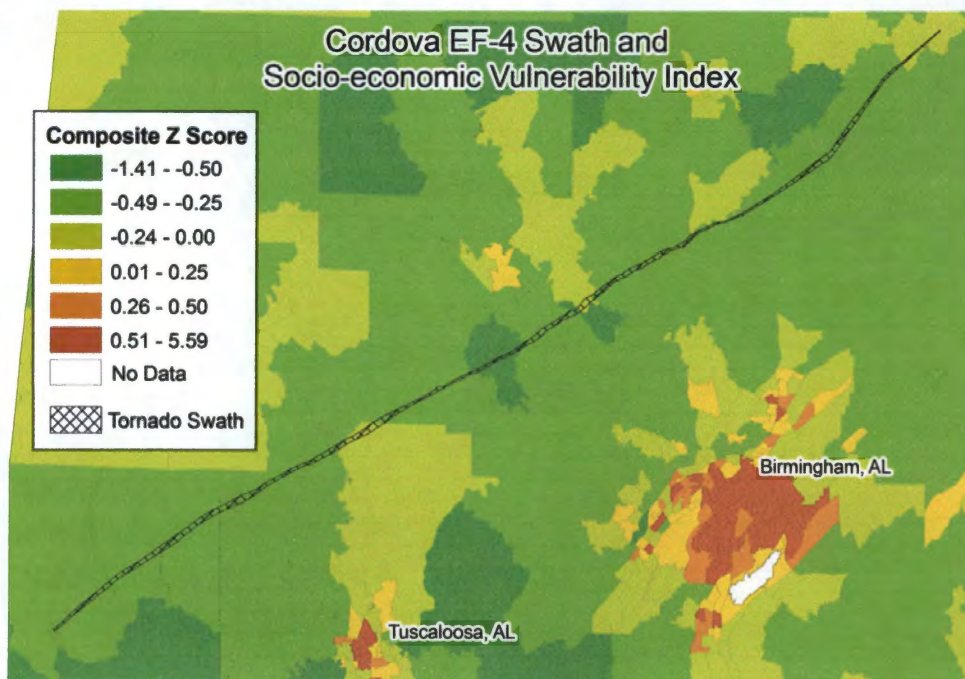 Cordova EF-4 Swath and
Socio-economic Vulnerability Index
Composite Z Score
-1.41 - -0.50
-0.49 - -0.25
-0.24 - 0.00
0.01 - 0.25
0.26 - 0.50
0.51 - 5.59
No Data
Tornado Swath
Birmingham, AL
Tuscaloosa, AL